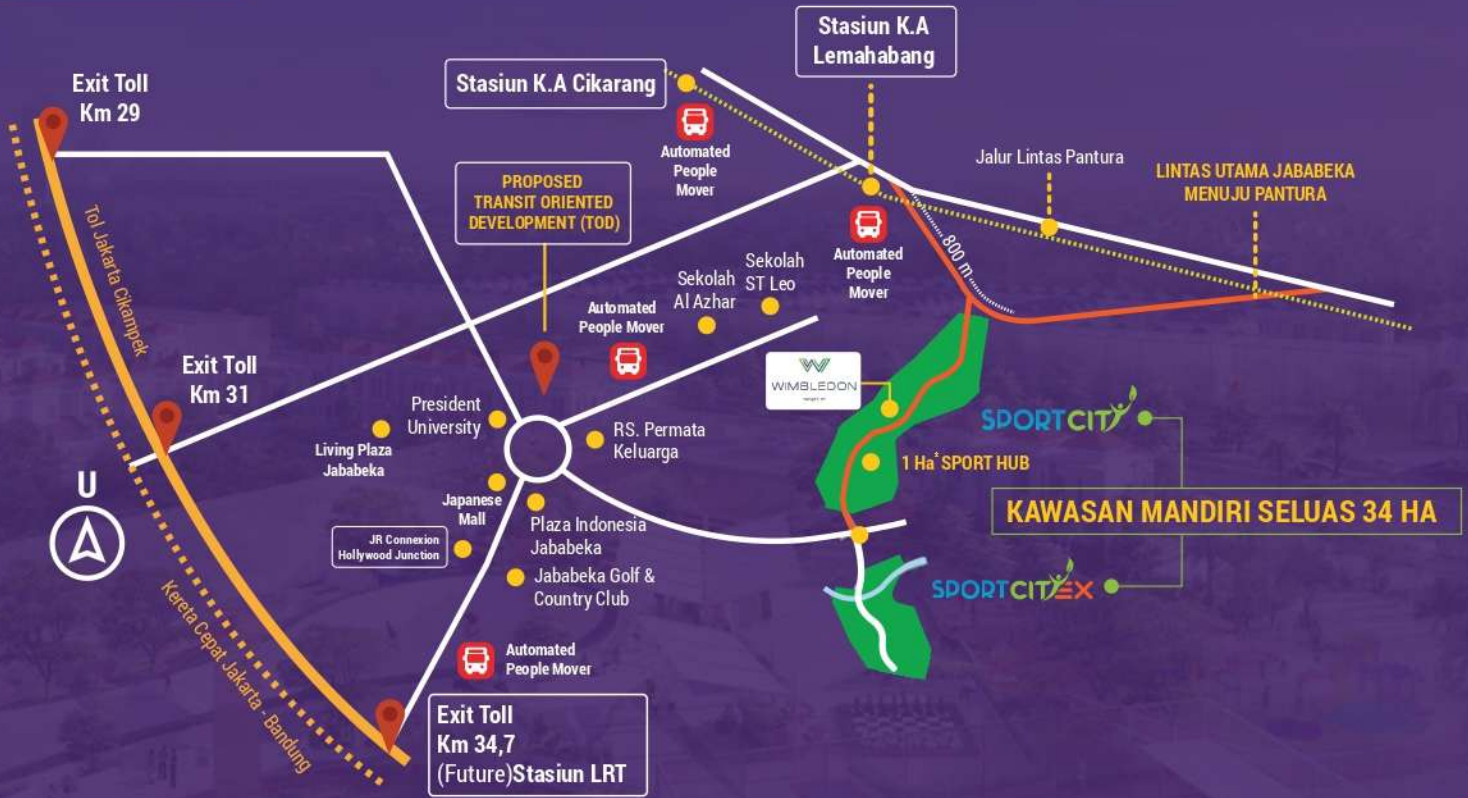 Stasiun K.A
Lemahabang
Stasiun K.A Cikarang
Exit Toll
Km 29
Automated
People
Mover
Jalur Lintas Pantura
LINTAS UTAMA JABABEKA
MENUJU PANTURA
PROPOSED
TRANSIT ORIENTED
DEVELOPMENT (TOD)
Tol Jakarta Cikampek
Automated
People
Mover
800 m
Sekolah
ST Leo
Sekolah
Al Azhar
Automated
People Mover
Exit Toll
Km 31
WIMBLEDON
President
University
SPORTCITY
Living Plaza
Jababeka
RS. Permata
Keluarga
1 Ha² SPORT HUB
U
Japanese
Mall
KAWASAN MANDIRI SELUAS 34 HA
Plaza Indonesia
Jababeka
JR Connexion
Hollywood Junction
Jababeka Golf &
Country Club
SPORTCITYEX
Kereta Cepat Jakarta - Bandung
Automated
People Mover
Exit Toll
Km 34,7
(Future)Stasiun LRT